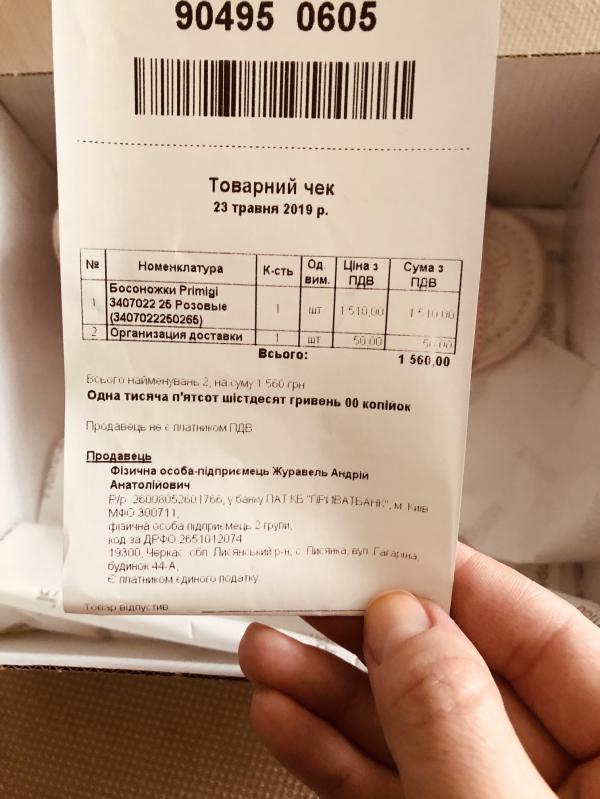 90495 0605
Товарний чек
23 травня 2019 р.
№ Номенклатура К-сть Од. вим. Ціна з ПДВ Сума з ПДВ
1 Босоножки Primigi 3407022 25 Розовые (3407022250265) 1 шт 1 510,00 1 510,00
2 Организация доставки 1 шт 50,00 50,00
Всього: 1 560,00
Всього найменувань 2, на суму 1 560 грн
Одна тисяча п'ятсот шістдесят гривень 00 копійок
Продавець не є платником ПДВ
Продавець
Фізична особа-підприємець Журавель Андрій
Анатолійович
Р/р 26008052601766, у банку ПАТ КБ "ПРИВАТБАНК", м. Київ
МФО 300711,
фізична особа підприємець 2 групи,
код за ДРФО 2651012074
19300, Черкас. обл. Лисянський р-н, с. Лисянка, вул. Гагаріна,
будинок 44-А,
Є платником єдиного податку
Товар відпустив